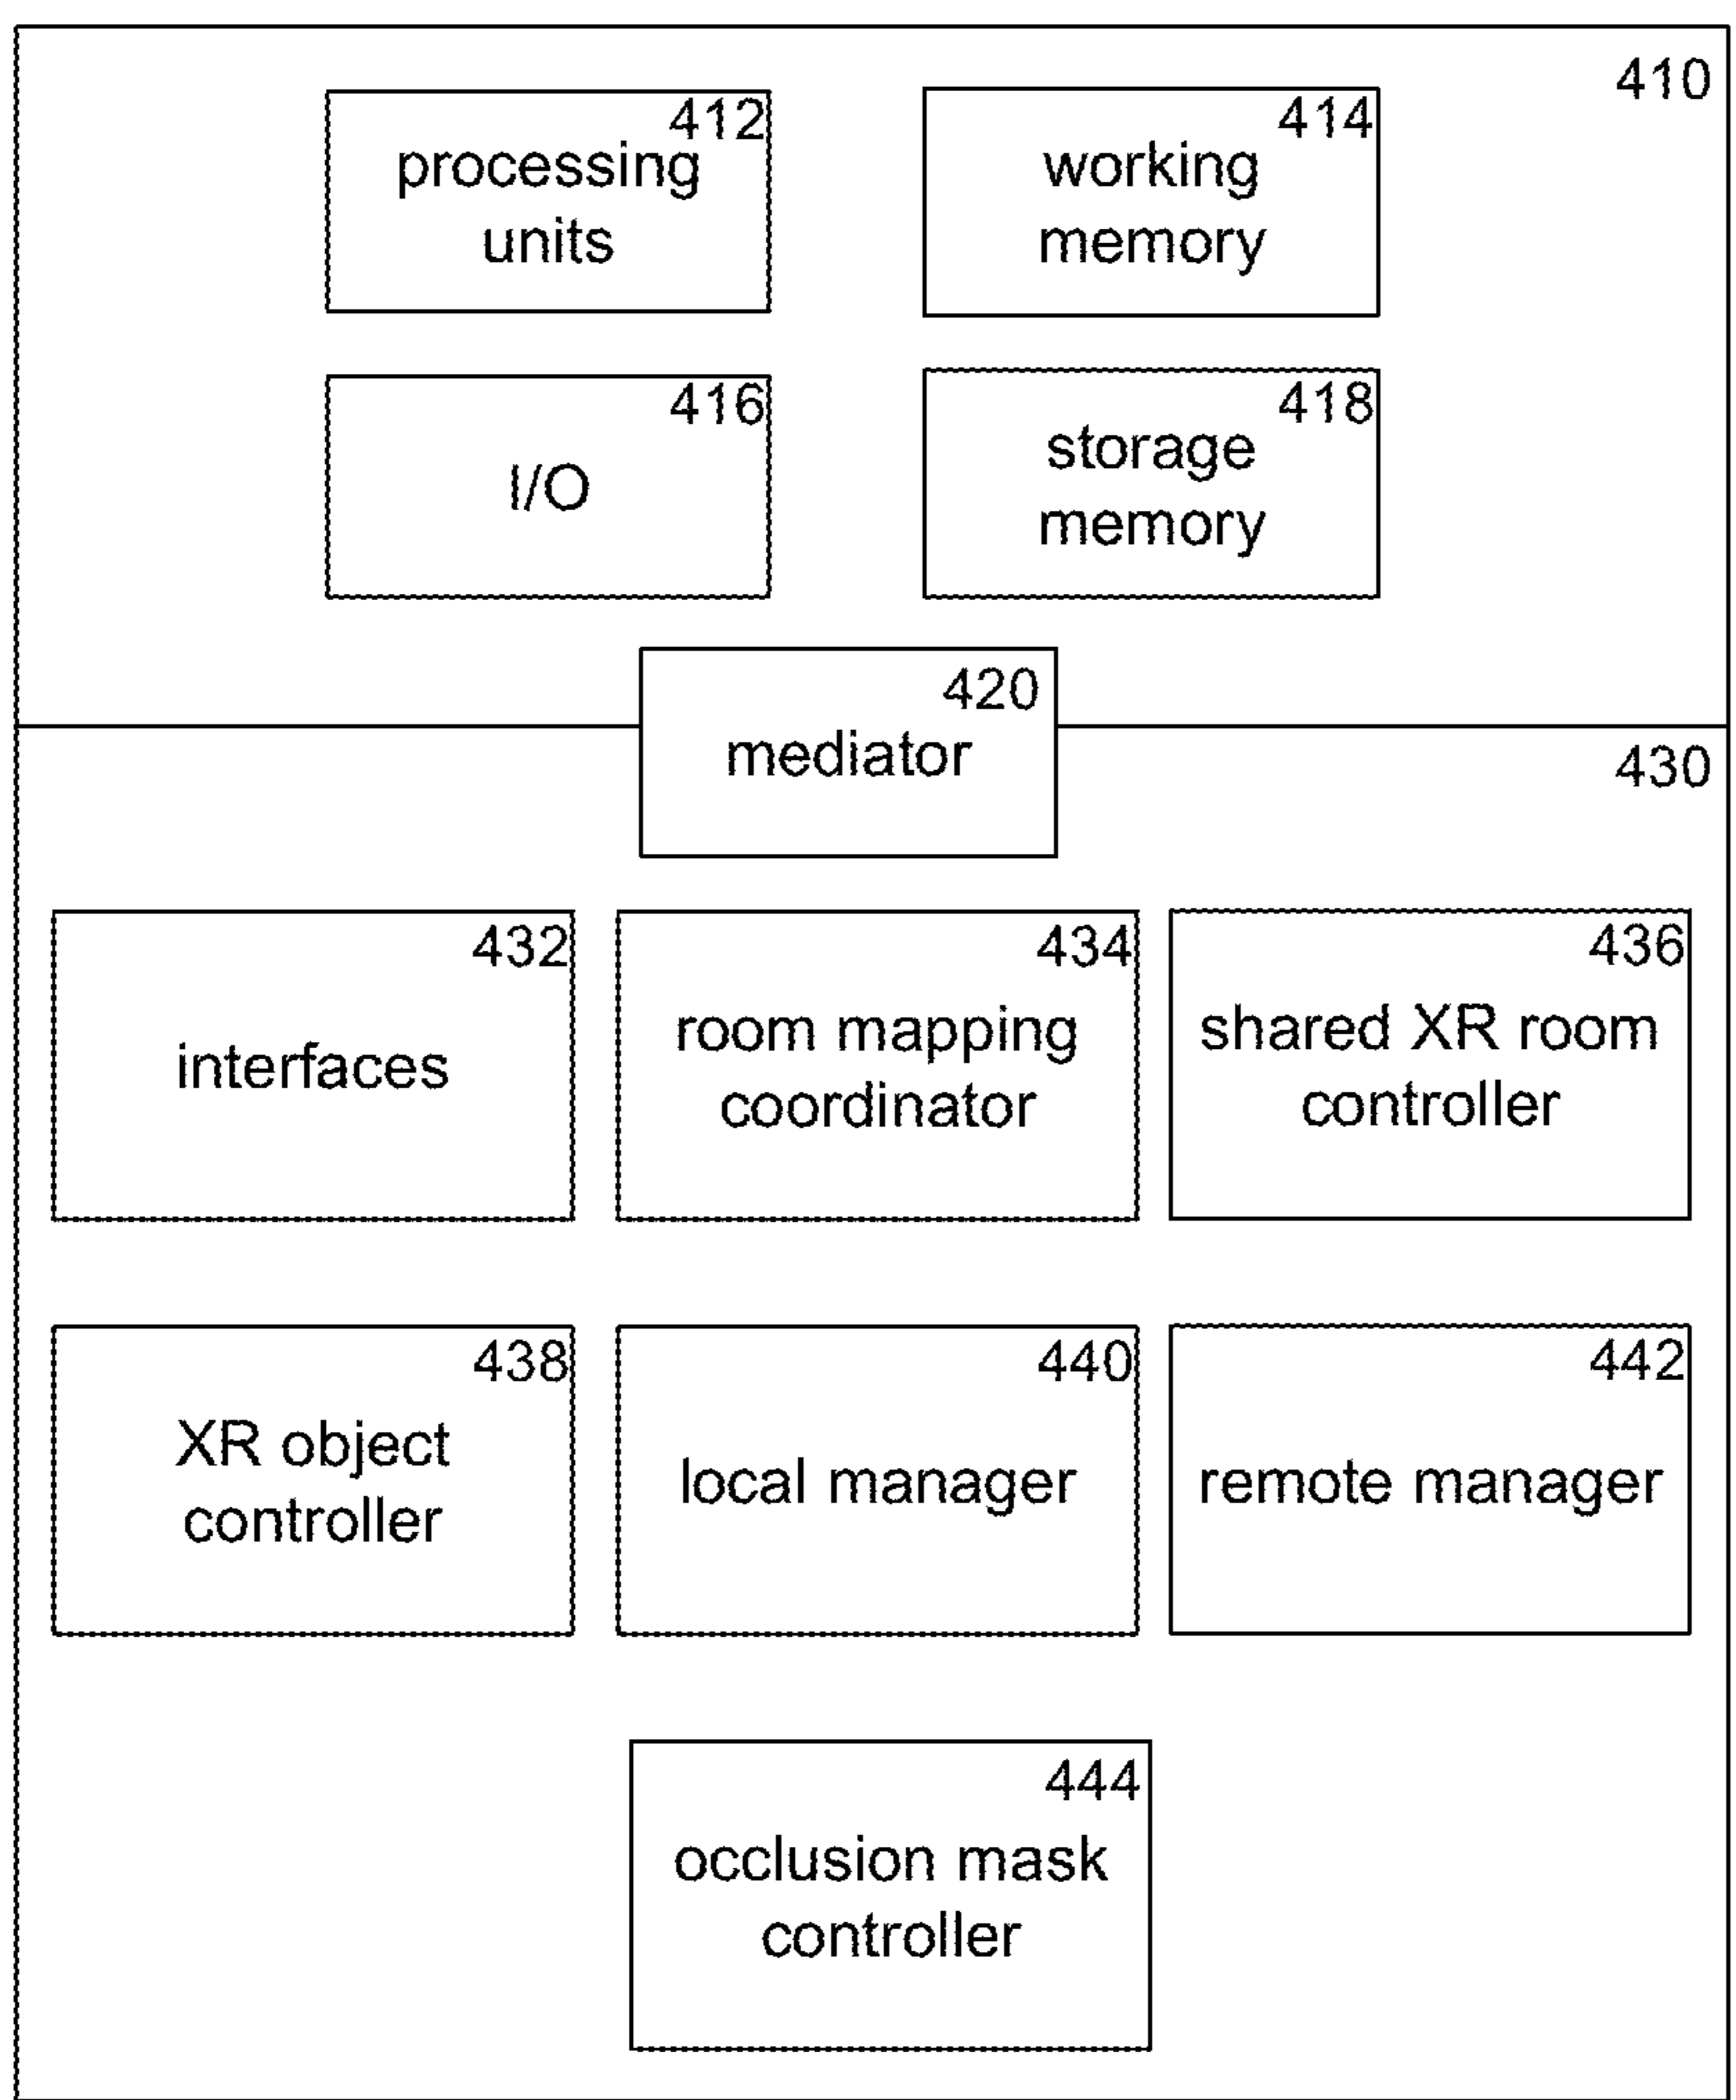 410
412
processing
units
414
working
memory
416
I/O
418
storage
memory
420
mediator
430
432
interfaces
434
room mapping
coordinator
436
shared XR room
controller
438
XR object
controller
440
local manager
442
remote manager
444
occlusion mask
controller